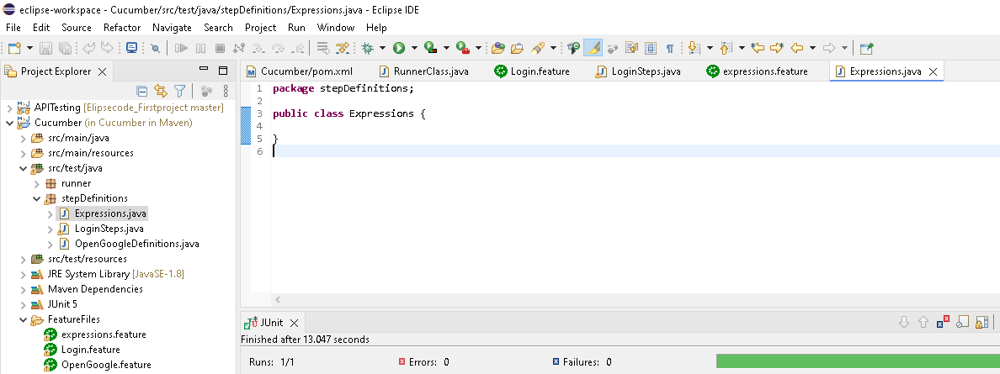 eclipse-workspace - Cucumber/src/test/java/stepDefinitions/Expressions.java - Eclipse IDE
File Edit Source Refactor Navigate Search Project Run Window Help
Project Explorer
Cucumber/pom.xml RunnerClass.java Login.feature LoginSteps.java expressions.feature Expressions.java
APITesting [Elipsecode_Firstproject master]
Cucumber (in Cucumber in Maven)
src/main/java
src/main/resources
src/test/java
runner
stepDefinitions
Expressions.java
LoginSteps.java
OpenGoogleDefinitions.java
src/test/resources
JRE System Library [JavaSE-1.8]
Maven Dependencies
JUnit 5
FeatureFiles
expressions.feature
Login.feature
OpenGoogle.feature
1 package stepDefinitions;
2
3 public class Expressions {
4
5 }
6
JUnit
Finished after 13.047 seconds
Runs: 1/1 Errors: 0 Failures: 0